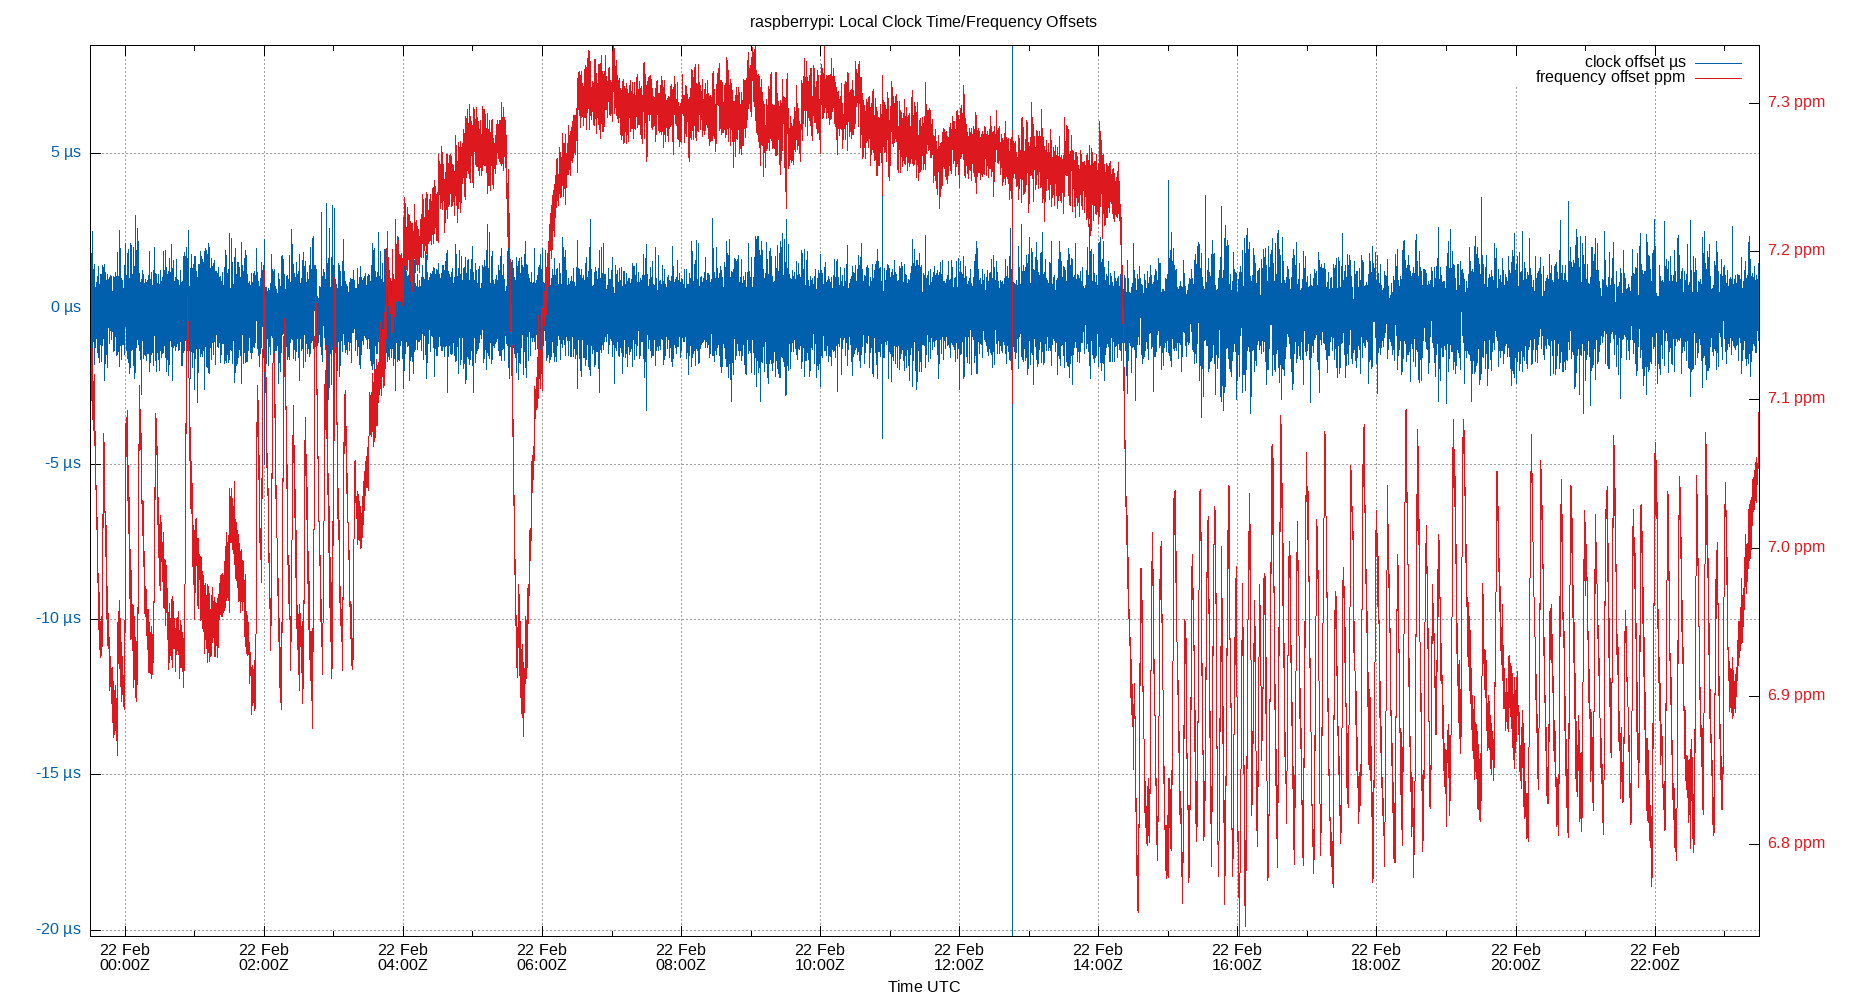 raspberrypi: Local Clock Time/Frequency Offsets
clock offset µs
frequency offset ppm
5 µs
0 µs
-5 µs
-10 µs
-15 µs
-20 µs
7.3 ppm
7.2 ppm
7.1 ppm
7.0 ppm
6.9 ppm
6.8 ppm
22 Feb 22 Feb 22 Feb 22 Feb 22 Feb 22 Feb 22 Feb 22 Feb 22 Feb 22 Feb 22 Feb 22 Feb
00:00Z 02:00Z 04:00Z 06:00Z 08:00Z 10:00Z 12:00Z 14:00Z 16:00Z 18:00Z 20:00Z 22:00Z
Time UTC